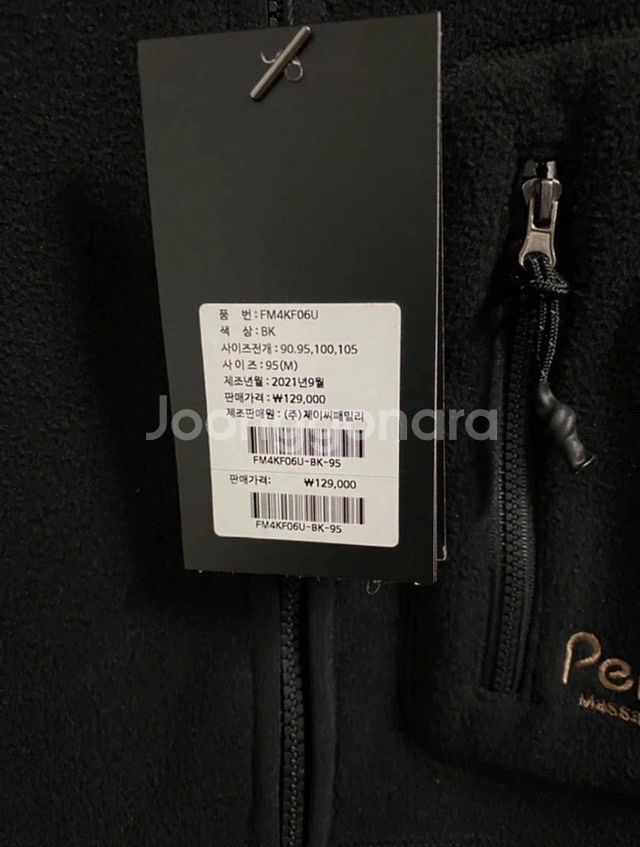 품 번 : FM4KF06U
색 상 : BK
사이즈전개 : 90.95,100,105
사 이 즈 : 95(M)
제조년월 : 2021년9월
판매가격 : ₩129,000
제조판매원 : (주)제이씨패밀리
Joonggonara
FM4KF06U-BK-95
판매가격: ₩129,000
FM4KF06U-BK-95